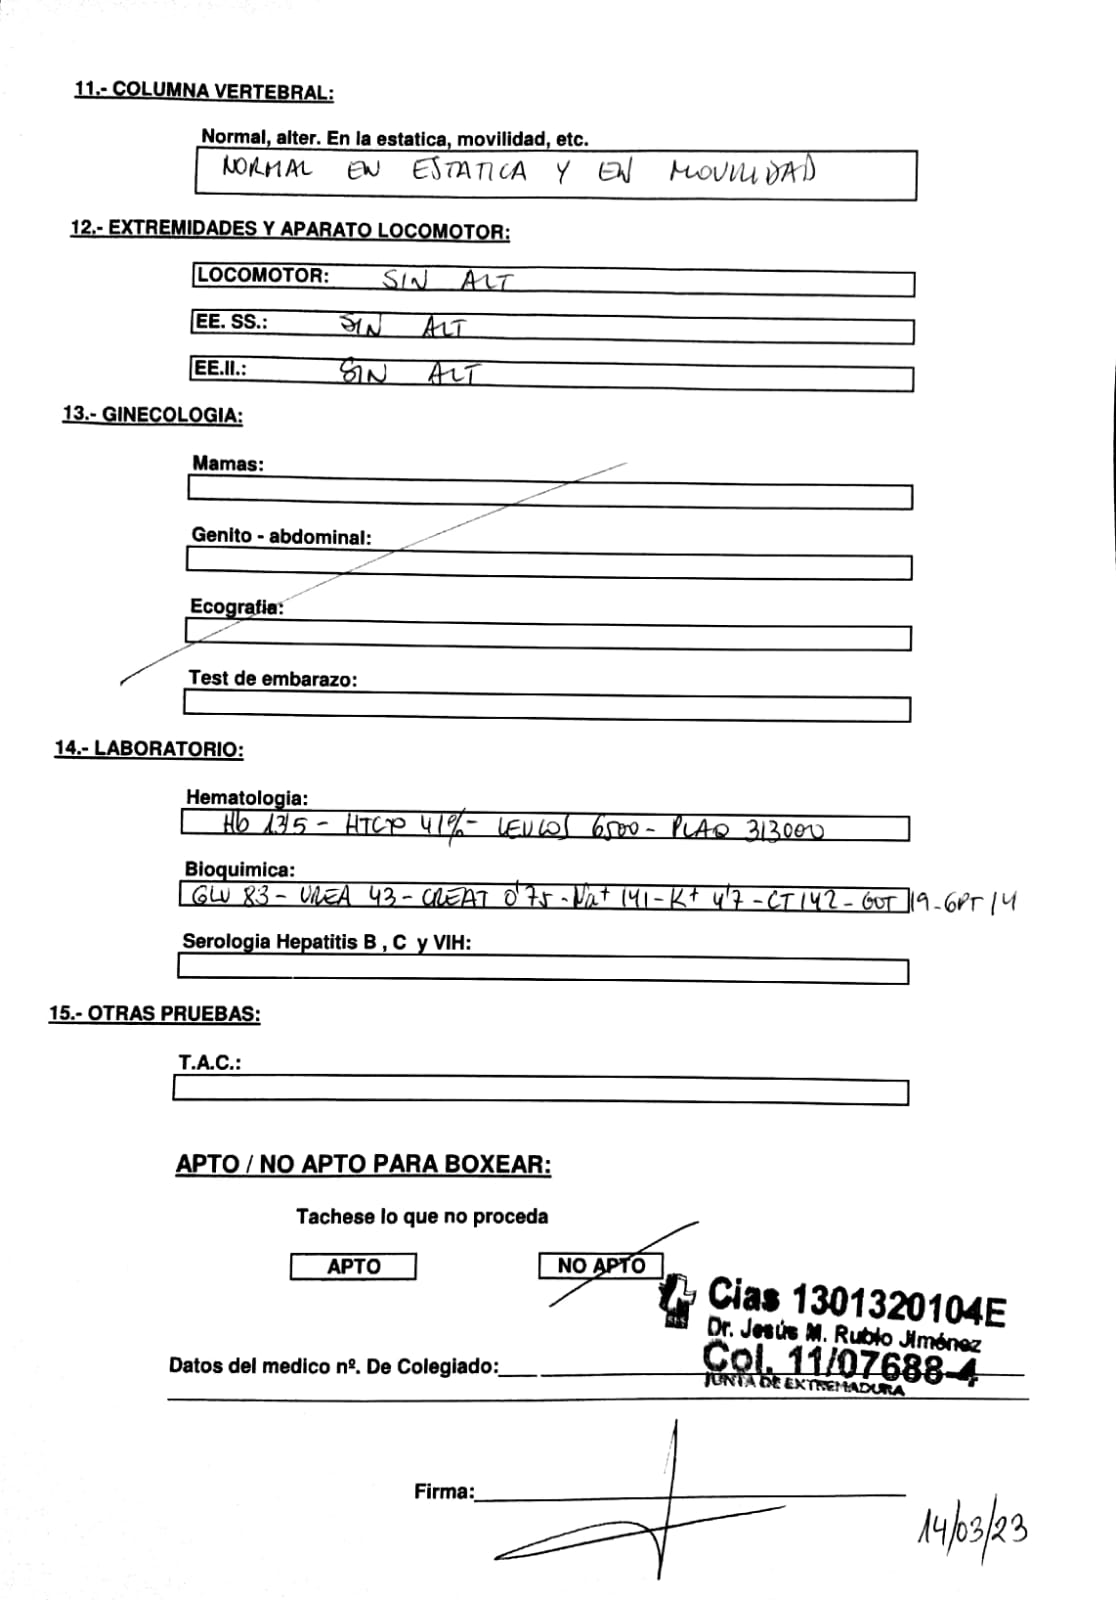 11.- COLUMNA VERTEBRAL:
Normal, alter. En la estatica, movilidad, etc.
NORMAL EN ESTATICA Y EN MOVILIDAD
12.- EXTREMIDADES Y APARATO LOCOMOTOR:
LOCOMOTOR: SIN ALT
EE. SS.: SIN ALT
EE.II.: SIN ALT
13.- GINECOLOGIA:
Mamas:
Genito - abdominal:
Ecografia:
Test de embarazo:
14.- LABORATORIO:
Hematologia:
Hb 13'5 - HTCO 41% - LEUCOS 6500 - PLAQ 313000
Bioquimica:
GLU 83 - UREA 43 - CREAT 0'75 - Na+ 141 - K+ 4'7 - CT 142 - GOT 19 - GPT 14
Serologia Hepatitis B , C y VIH:
15.- OTRAS PRUEBAS:
T.A.C.:
APTO / NO APTO PARA BOXEAR:
Tachese lo que no proceda
APTO NO APTO
Cias 1301320104E
Dr. Jesús M. Rubio Jiménez
Datos del medico nº. De Colegiado: Col. 11/07688-4
JUNTA DE EXTREMADURA
Firma:
14/03/23